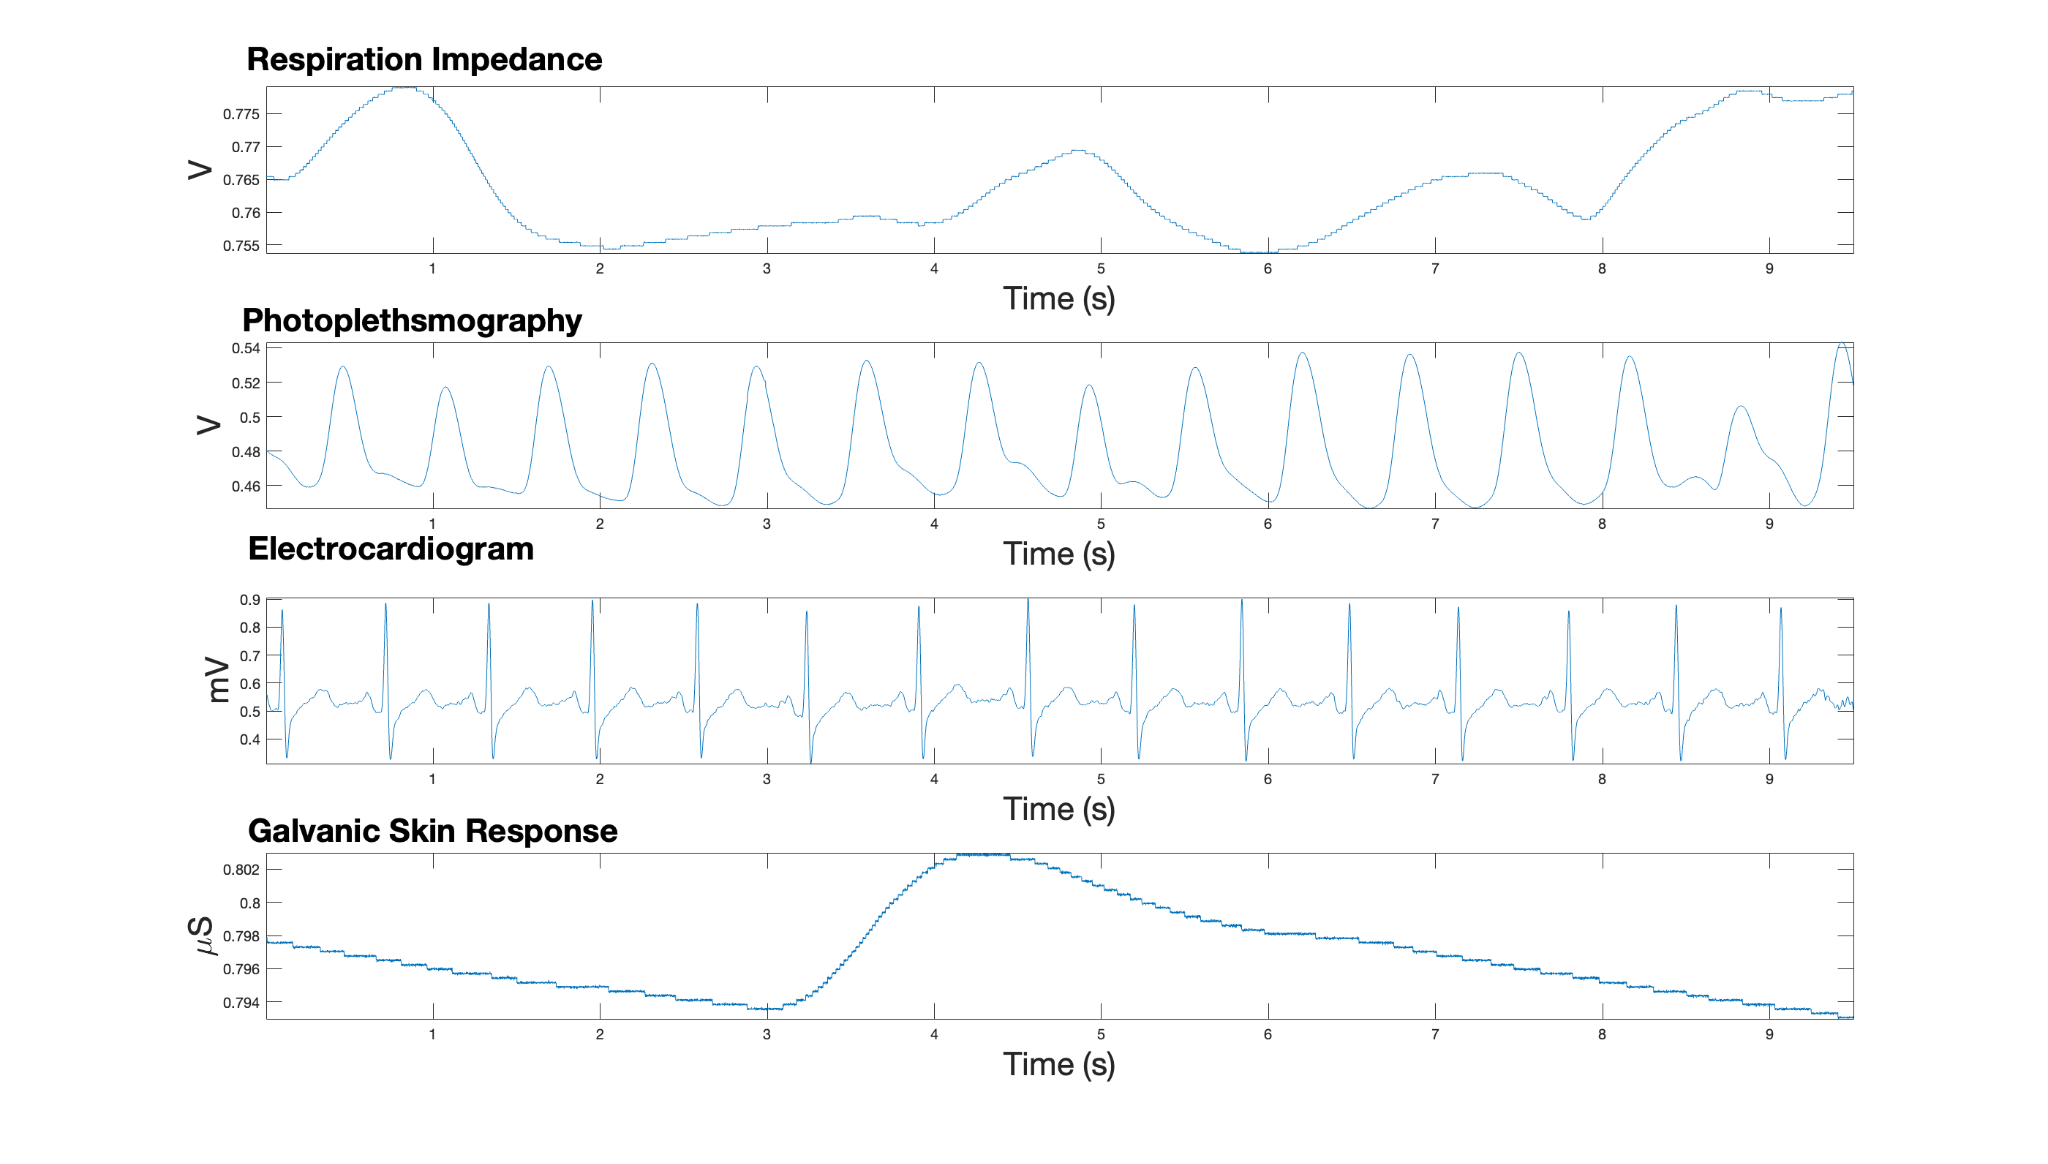 Respiration Impedance
0.775
0.77
0.765
0.76
0.755
V
1 2 3 4 5 6 7 8 9
Time (s)
Photoplethsmography
0.54
0.52
0.5
0.48
0.46
V
1 2 3 4 5 6 7 8 9
Time (s)
Electrocardiogram
0.9
0.8
0.7
0.6
0.5
0.4
mV
1 2 3 4 5 6 7 8 9
Time (s)
Galvanic Skin Response
0.802
0.8
0.798
0.796
0.794
μS
1 2 3 4 5 6 7 8 9
Time (s)